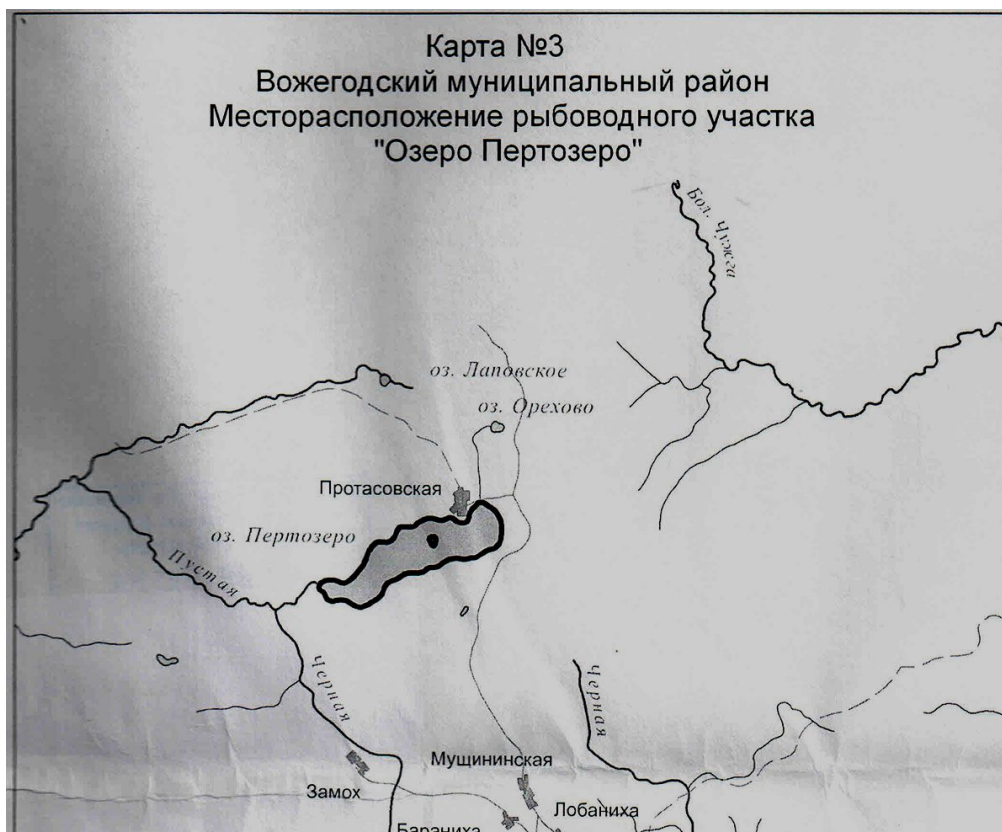 Карта №3
Вожегодский муниципальный район
Месторасположение рыбоводного участка
"Озеро Пертозеро"
Бол. Чужга
оз. Лаповское
оз. Орехово
Протасовская
оз. Пертозеро
Пустая
Черная
Черная
Мущининская
Замох
Лобаниха
Бараниха